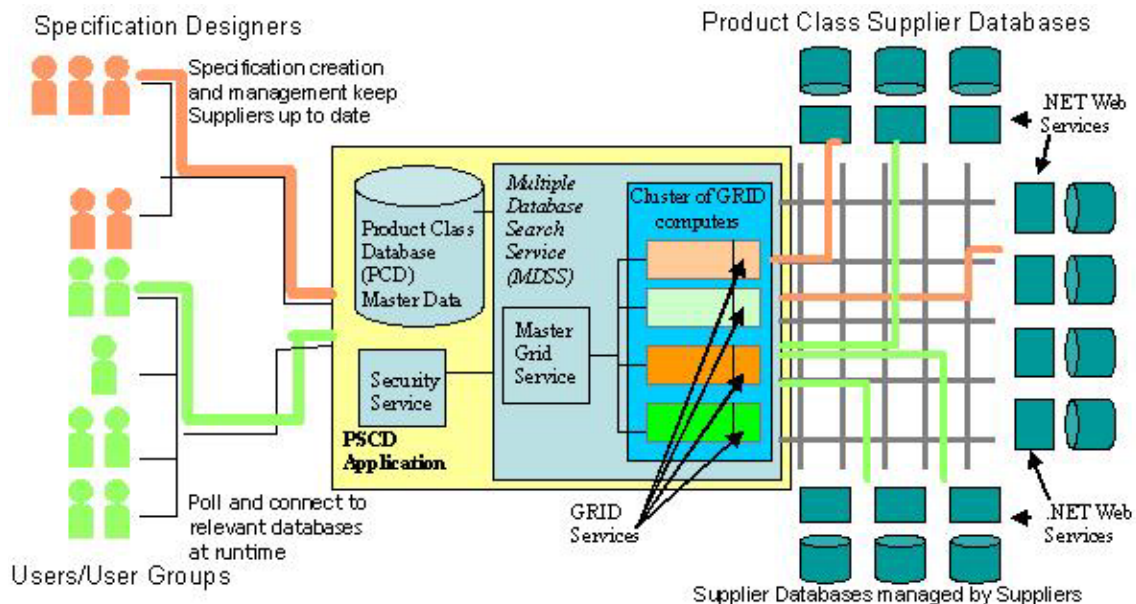 Specification Designers
Specification creation
and management keep
Suppliers up to date
Product Class Supplier Databases
.NET Web
Services
Product Class
Database
(PCD)
Master Data
Multiple
Database
Search
Service
(MDSS)
Cluster of GRID
computers
Master
Grid
Service
Security
Service
PSCD
Application
Poll and connect to
relevant databases
at runtime
Users/User Groups
GRID
Services
.NET Web
Services
Supplier Databases managed by Suppliers